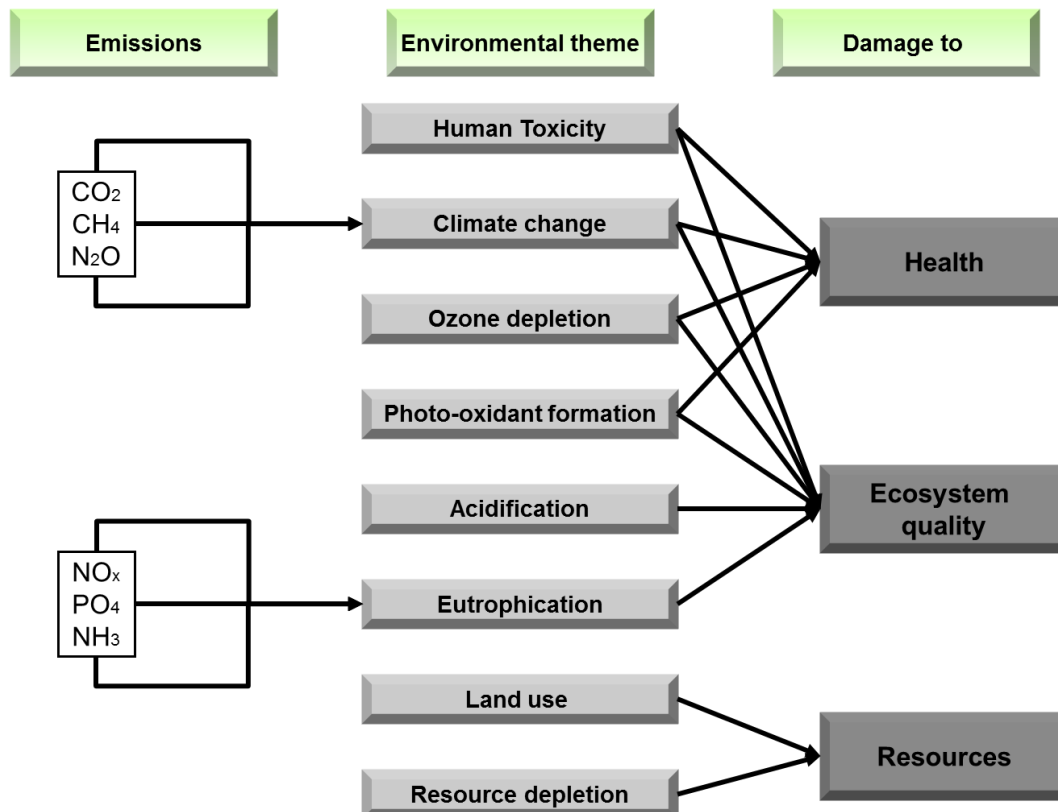 Emissions
Environmental theme
Damage to
Human Toxicity
CO₂
CH₄
N₂O
Climate change
Health
Ozone depletion
Photo-oxidant formation
Acidification
Ecosystem
quality
NOₓ
PO₄
NH₃
Eutrophication
Land use
Resources
Resource depletion